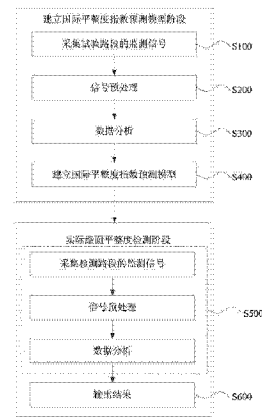 建立国际平整度指数预测模型阶段
采集试验路段的监测信号
S100
信号预处理
S200
数据分析
S300
建立国际平整度指数预测模型
S400
实际路面平整度检测阶段
采集检测路段的监测信号
信号预处理
S500
数据分析
输出结果
S600